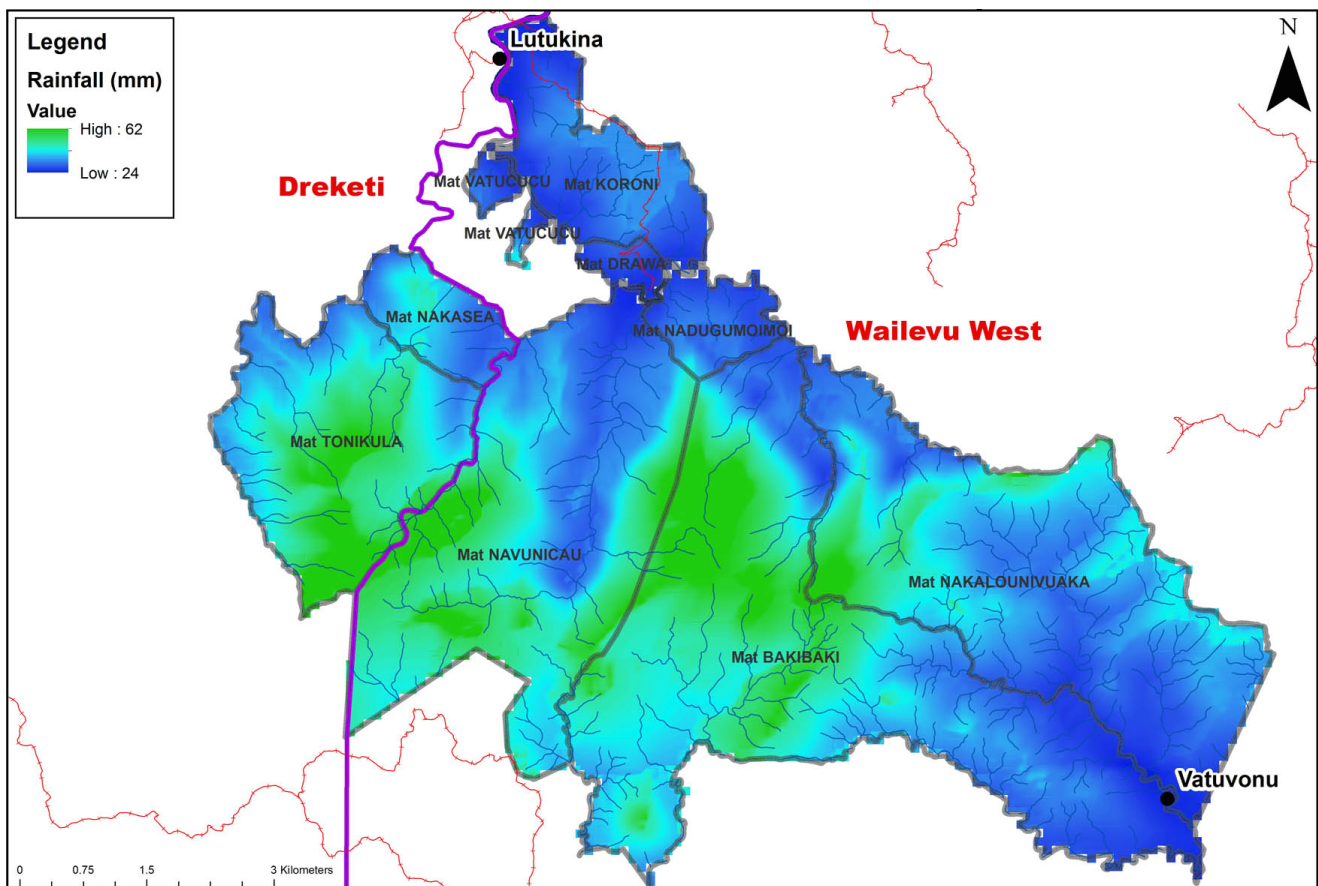 Legend
Rainfall (mm)
Value
High : 62
Low : 24
N
Lutukina
Dreketi
Mat VATUCUCU
Mat KORONI
Mat VATUCUCU
Mat DRAWA
Mat NAKASEA
Mat NADUGUMOIMOI
Wailevu West
Mat TONIKULA
Mat NAVUNICAU
Mat NAKALOUNIVUAKA
Mat BAKIBAKI
Vatuvonu
0 0.75 1.5 3 Kilometers